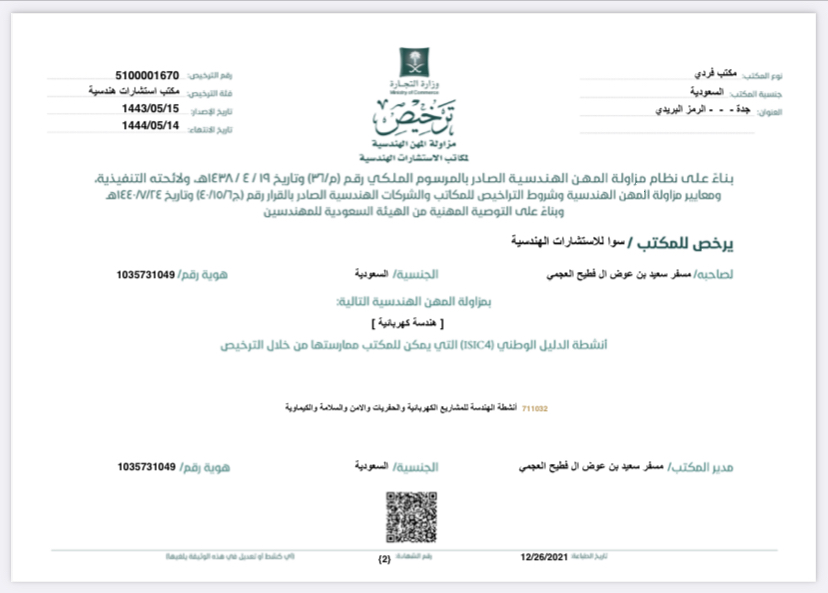 نوع المكتب: مكتب فردي
جنسية المكتب: السعودية
العنوان: جدة - - - الرمز البريدي
وزارة التجارة
Ministry of Commerce
ترخيص
مزاولة المهن الهندسية
لمكاتب الاستشارات الهندسية
رقم الترخيص: 5100001670
فئة الترخيص: مكتب استشارات هندسية
تاريخ الإصدار: 1443/05/15
تاريخ الانتهاء: 1444/05/14
بناءً على نظام مزاولة المهن الهندسية الصادر بالمرسوم الملكي رقم (م/٣٦) وتاريخ ١٩ / ٤ / ١٤٣٨هـ، ولائحته التنفيذية،
ومعايير مزاولة المهن الهندسية وشروط التراخيص للمكاتب والشركات الهندسية الصادر بالقرار رقم (ج٤٠/١٥/٦) وتاريخ ١٤٤٠/٧/٢٤هـ
وبناءً على التوصية المهنية من الهيئة السعودية للمهندسين
يرخص للمكتب / سوا للاستشارات الهندسية
لصاحبه/ مسفر سعيد بن عوض ال فطيح العجمي الجنسية/ السعودية هوية رقم/ 1035731049
بمزاولة المهن الهندسية التالية:
[ هندسة كهربائية ]
أنشطة الدليل الوطني (ISIC4) التي يمكن للمكتب ممارستها من خلال الترخيص
711032 أنشطة الهندسة للمشاريع الكهربائية والحفريات والامن والسلامة والكيماوية
مدير المكتب/ مسفر سعيد بن عوض ال فطيح العجمي الجنسية/ السعودية هوية رقم/ 1035731049
تاريخ الطباعة: 12/26/2021 رقم الشهادة: {2} (أي كشط أو تعديل في هذه الوثيقة يلغيها)